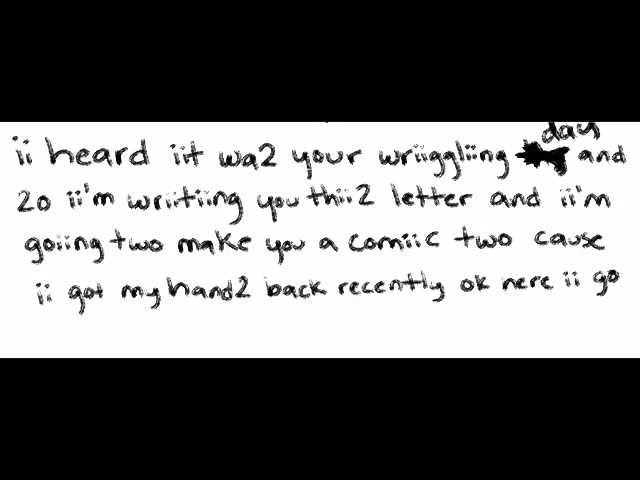 ii heard iit wa2 your wriiggliing day and
20 ii'm wriitiing you thii2 letter and ii'm
goiing two make you a comiic two cause
ii got my hand2 back recently ok here ii go